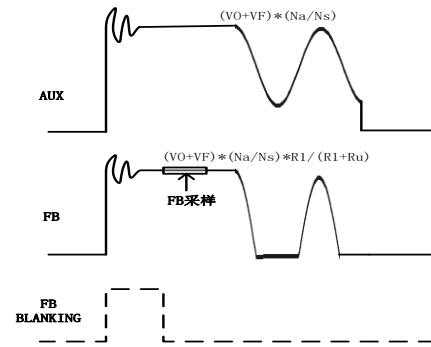 (VO+VF)*(Na/Ns)
AUX
(VO+VF)*(Na/Ns)*R1/(R1+Ru)
FB采样
FB
FB
BLANKING